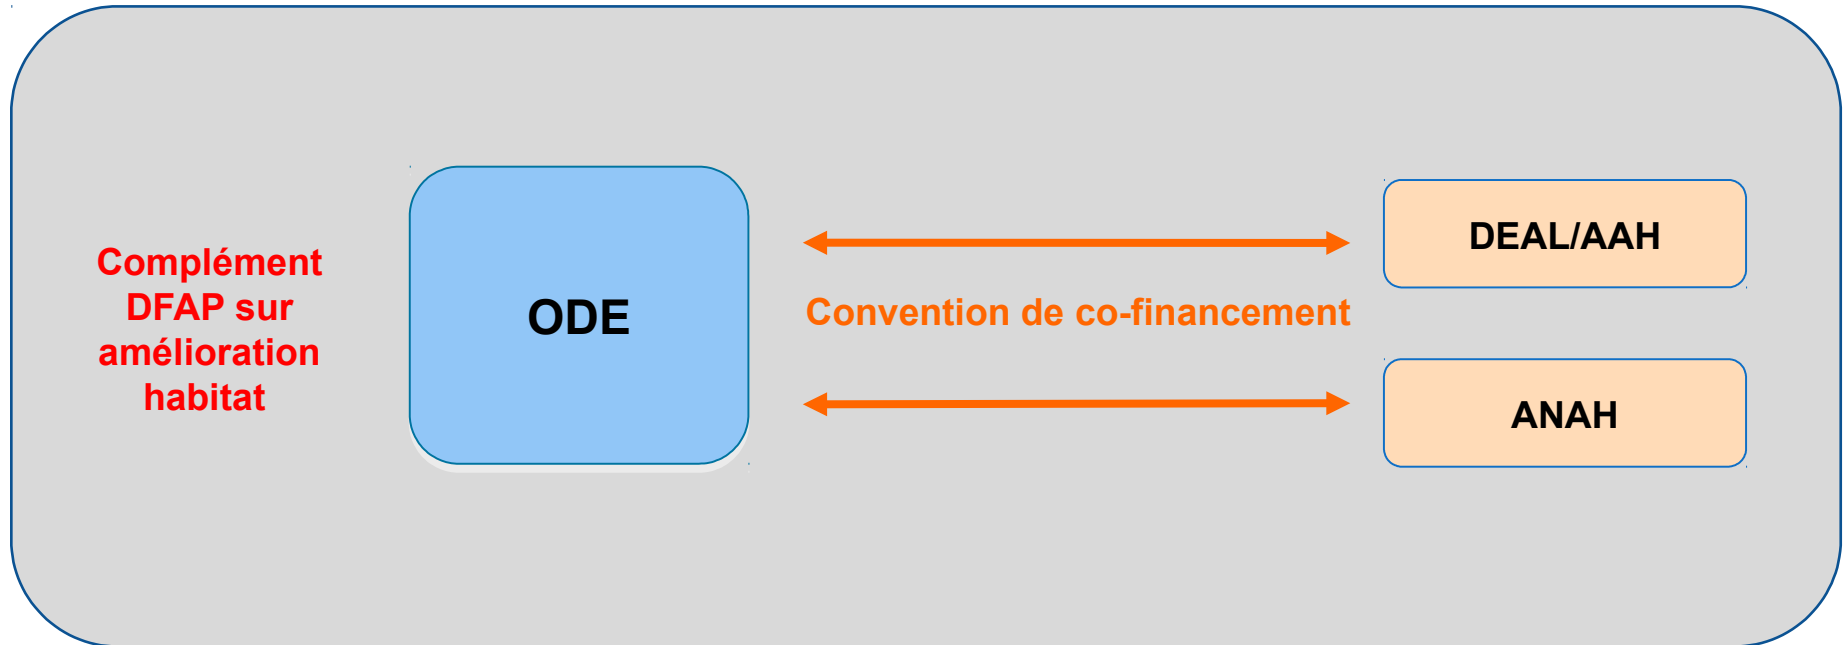 Complément
DFAP sur
amélioration
habitat
ODE
Convention de co-financement
DEAL/AAH
ANAH